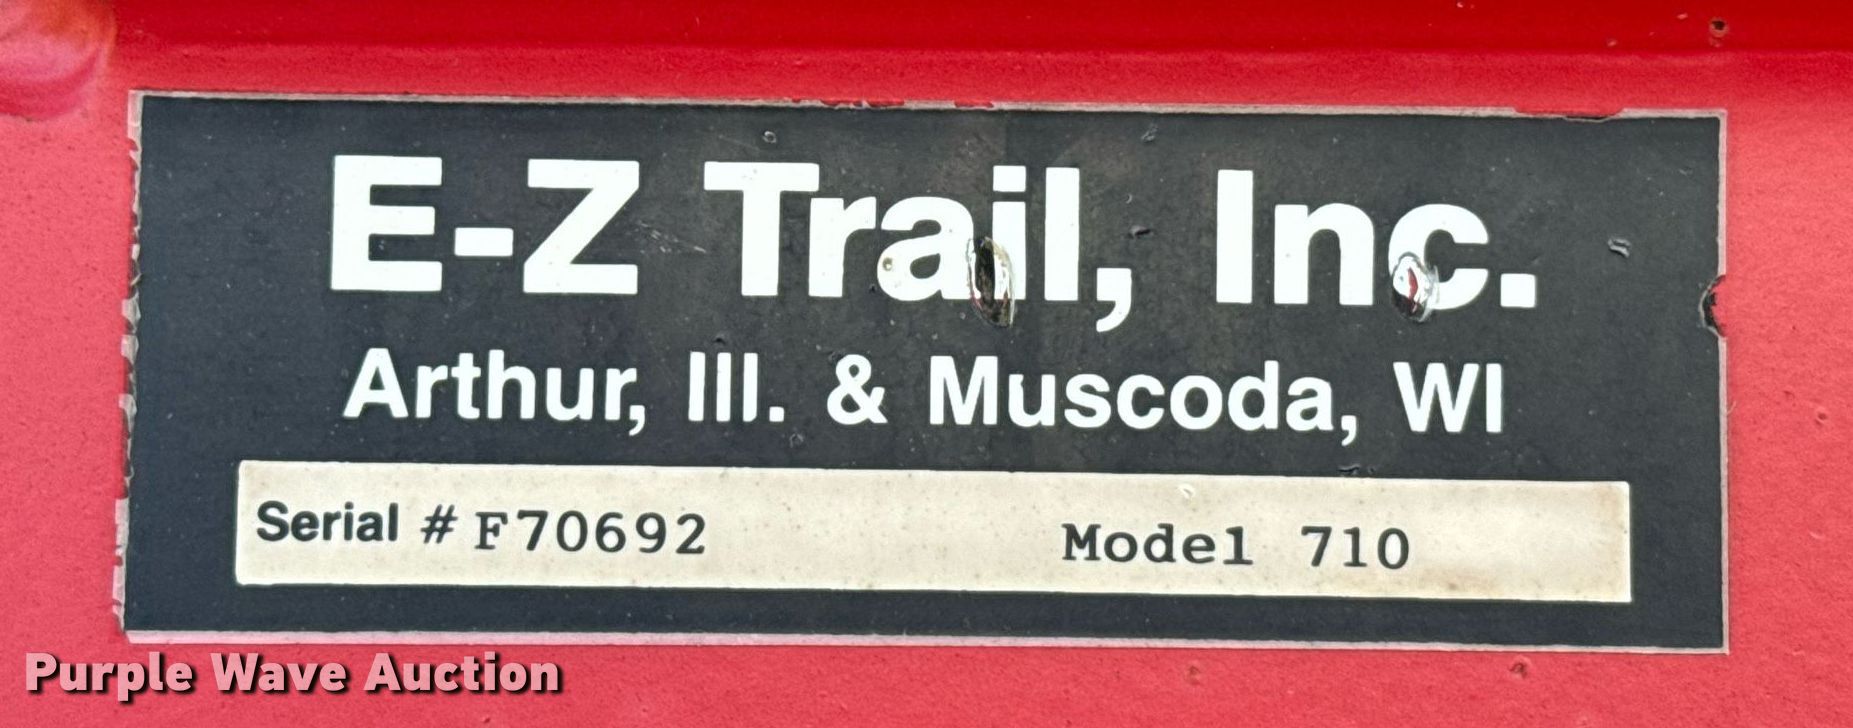 E-Z Trail, Inc.
Arthur, Ill. & Muscoda, WI
Serial # F70692 Model 710
Purple Wave Auction